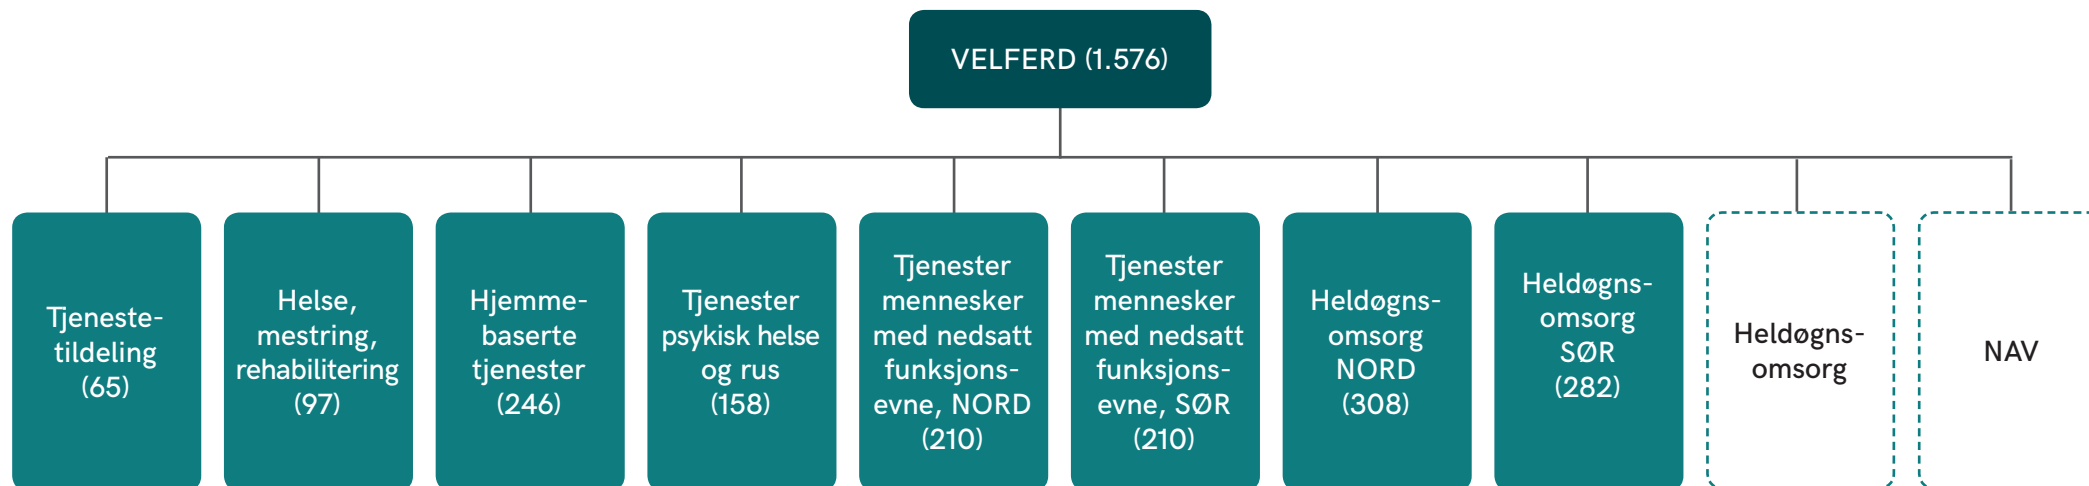 VELFERD (1.576)
Tjeneste-
tildeling
(65)
Helse,
mestring,
rehabilitering
(97)
Hjemme-
baserte
tjenester
(246)
Tjenester
psykisk helse
og rus
(158)
Tjenester
mennesker
med nedsatt
funksjons-
evne, NORD
(210)
Tjenester
mennesker
med nedsatt
funksjons-
evne, SØR
(210)
Heldøgns-
omsorg
NORD
(308)
Heldøgns-
omsorg
SØR
(282)
Heldøgns-
omsorg
NAV